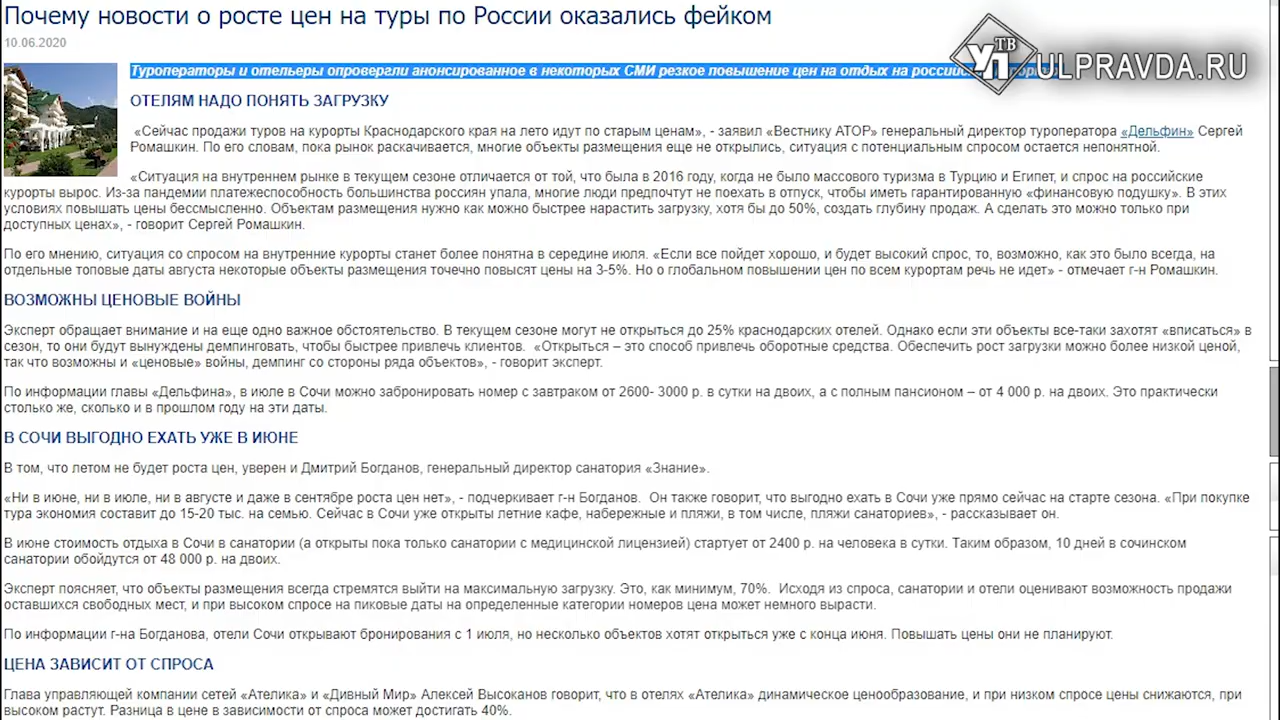 Почему новости о росте цен на туры по России оказались фейком
10.06.2020
УП ТВ
ULPRAVDA.RU
Туроператоры и отельеры опровергли анонсированное в некоторых СМИ резкое повышение цен на отдых на
ОТЕЛЯМ НАДО ПОНЯТЬ ЗАГРУЗКУ
«Сейчас продажи туров на курорты Краснодарского края на лето идут по старым ценам», - заявил «Вестнику АТОР» генеральный директор туроператора «Дельфин» Сергей
Ромашкин. По его словам, пока рынок раскачивается, многие объекты размещения еще не открылись, ситуация с потенциальным спросом остается непонятной.
«Ситуация на внутреннем рынке в текущем сезоне отличается от той, что была в 2016 году, когда не было массового туризма в Турцию и Египет, и спрос на российские
курорты вырос. Из-за пандемии платежеспособность большинства россиян упала, многие люди предпочтут не поехать в отпуск, чтобы иметь гарантированную «финансовую подушку». В этих
условиях повышать цены бессмысленно. Объектам размещения нужно как можно быстрее нарастить загрузку, хотя бы до 50%, создать глубину продаж. А сделать это можно только при
доступных ценах», - говорит Сергей Ромашкин.
По его мнению, ситуация со спросом на внутренние курорты станет более понятна в середине июля. «Если все пойдет хорошо, и будет высокий спрос, то, возможно, как это было всегда, на
отдельные топовые даты августа некоторые объекты размещения точечно повысят цены на 3-5%. Но о глобальном повышении цен по всем курортам речь не идет» - отмечает г-н Ромашкин.
ВОЗМОЖНЫ ЦЕНОВЫЕ ВОЙНЫ
Эксперт обращает внимание и на еще одно важное обстоятельство. В текущем сезоне могут не открыться до 25% краснодарских отелей. Однако если эти объекты все-таки захотят «вписаться» в
сезон, то они будут вынуждены демпинговать, чтобы быстрее привлечь клиентов.  «Открыться – это способ привлечь оборотные средства. Обеспечить рост загрузки можно более низкой ценой,
так что возможны и «ценовые» войны, демпинг со стороны ряда объектов», - говорит эксперт.
По информации главы «Дельфина», в июле в Сочи можно забронировать номер с завтраком от 2600- 3000 р. в сутки на двоих, а с полным пансионом – от 4 000 р. на двоих. Это практически
столько же, сколько и в прошлом году на эти даты.
В СОЧИ ВЫГОДНО ЕХАТЬ УЖЕ В ИЮНЕ
В том, что летом не будет роста цен, уверен и Дмитрий Богданов, генеральный директор санатория «Знание».
«Ни в июне, ни в июле, ни в августе и даже в сентябре роста цен нет», - подчеркивает г-н Богданов.  Он также говорит, что выгодно ехать в Сочи уже прямо сейчас на старте сезона. «При покупке
тура экономия составит до 15-20 тыс. на семью. Сейчас в Сочи уже открыты летние кафе, набережные и пляжи, в том числе, пляжи санаториев», - рассказывает он.
В июне стоимость отдыха в Сочи в санатории (а открыты пока только санатории с медицинской лицензией) стартует от 2400 р. на человека в сутки. Таким образом, 10 дней в сочинском
санатории обойдутся от 48 000 р. на двоих.
Эксперт поясняет, что объекты размещения всегда стремятся выйти на максимальную загрузку. Это, как минимум, 70%.  Исходя из спроса, санатории и отели оценивают возможность продажи
оставшихся свободных мест, и при высоком спросе на пиковые даты на определенные категории номеров цена может немного вырасти.
По информации г-на Богданова, отели Сочи открывают бронирования с 1 июля, но несколько объектов хотят открыться уже с конца июня. Повышать цены они не планируют.
ЦЕНА ЗАВИСИТ ОТ СПРОСА
Глава управляющей компании сетей «Ателика» и «Дивный Мир» Алексей Высоканов говорит, что в отелях «Ателика» динамическое ценообразование, и при низком спросе цены снижаются, при
высоком растут. Разница в цене в зависимости от спроса может достигать 40%.